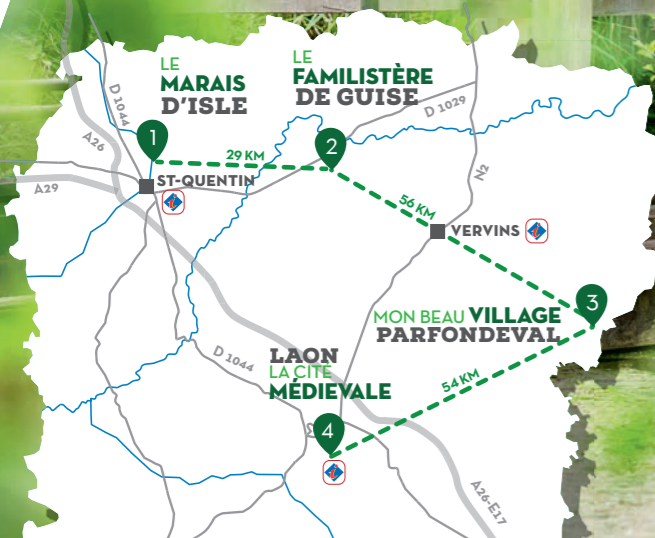 LE
MARAIS
D'ISLE
LE
FAMILISTÈRE
DE GUISE
D 1044
D 1029
A26
1
29 KM
2
A29
ST-QUENTIN
N2
56 KM
VERVINS
3
MON BEAU VILLAGE
PARFONDEVAL
LAON
LA CITÉ
MÉDIEVALE
D 1044
54 KM
4
A26-E17